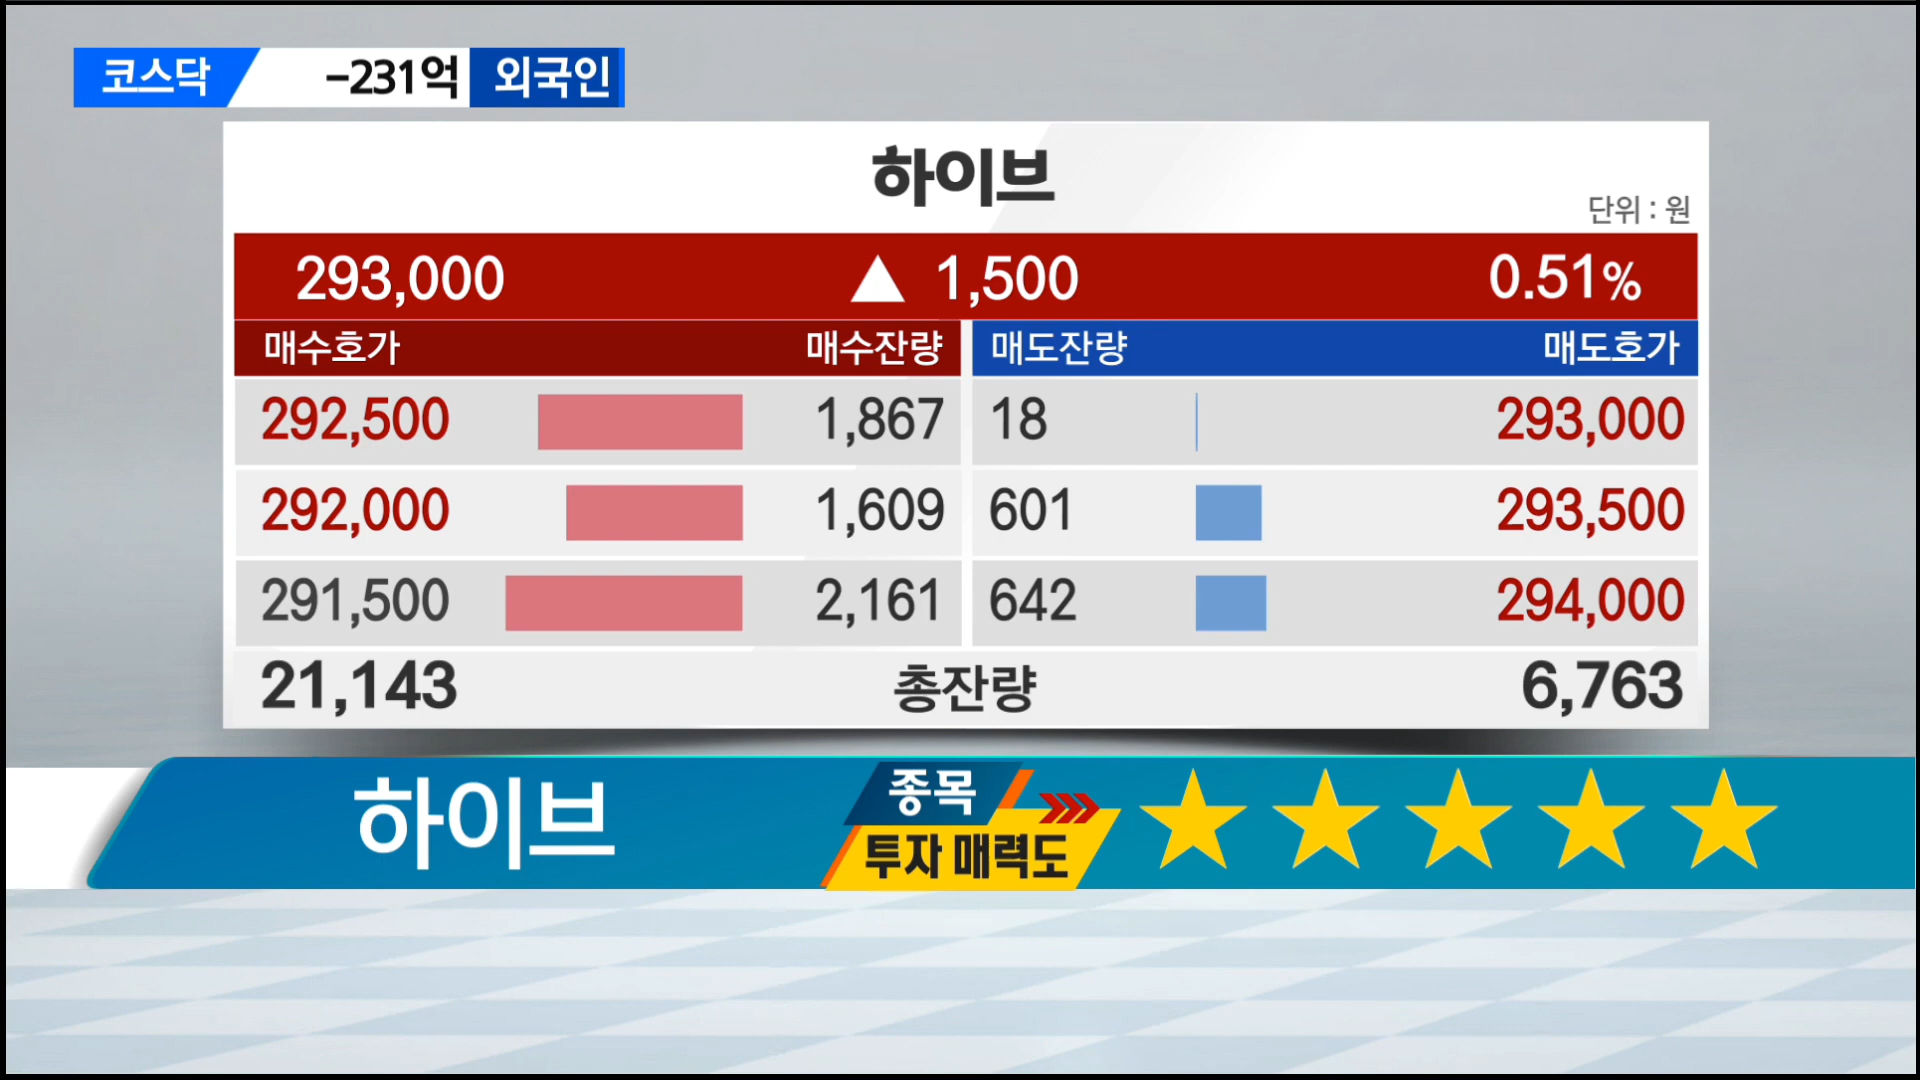 코스닥 -231억 외국인
하이브
단위 : 원
293,000 ▲ 1,500 0.51%
매수호가 매수잔량 매도잔량 매도호가
292,500 1,867 18 293,000
292,000 1,609 601 293,500
291,500 2,161 642 294,000
21,143 총잔량 6,763
하이브
종목
투자 매력도